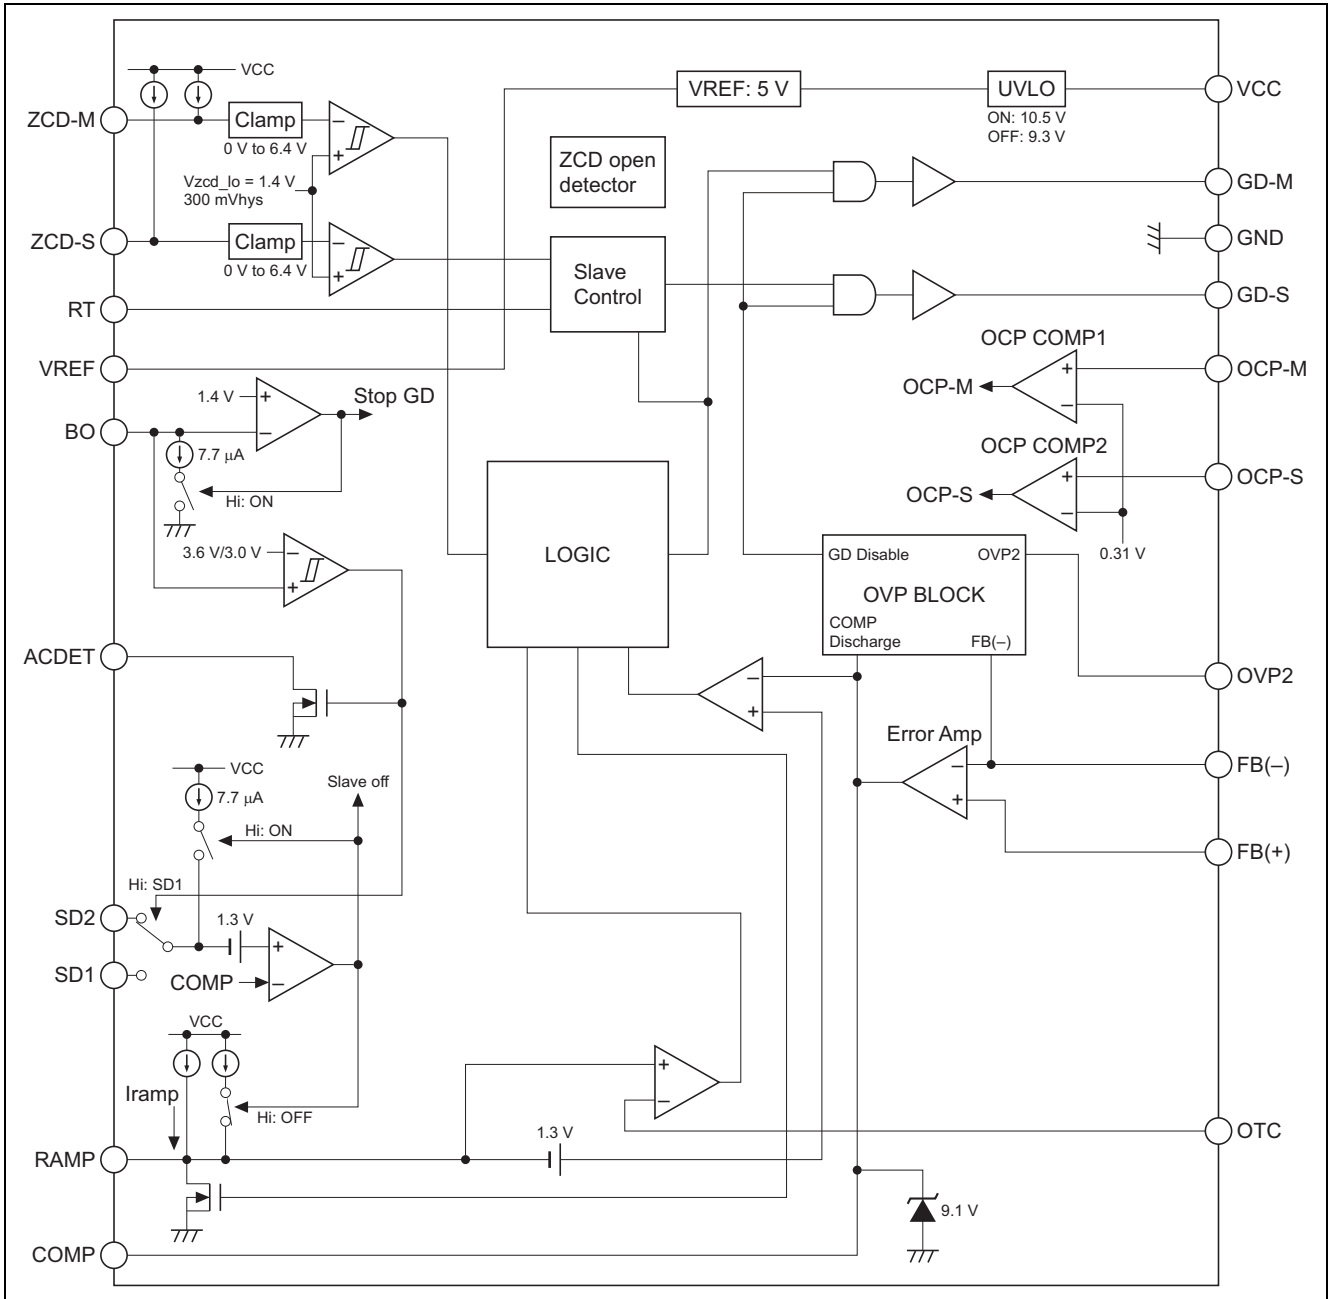 VCC
ZCD-M
Clamp
–
+
0 V to 6.4 V
Vzcd_lo = 1.4 V
300 mVhys
ZCD-S
Clamp
–
+
0 V to 6.4 V
RT
VREF
VREF: 5 V
UVLO
ON: 10.5 V
OFF: 9.3 V
VCC
ZCD open
detector
GD-M
GND
Slave
Control
GD-S
OCP COMP1
OCP-M
+
–
OCP-M
OCP COMP2
OCP-S
+
–
OCP-S
0.31 V
1.4 V
+
–
Stop GD
BO
7.7 μA
Hi: ON
3.6 V/3.0 V
–
+
LOGIC
GD Disable
OVP2
OVP BLOCK
COMP
Discharge
FB(–)
OVP2
ACDET
–
+
Error Amp
–
+
FB(–)
FB(+)
VCC
7.7 μA
Slave off
Hi: ON
Hi: SD1
SD2
1.3 V
+
–
SD1
COMP
VCC
Iramp
Hi: OFF
+
–
OTC
RAMP
1.3 V
9.1 V
COMP